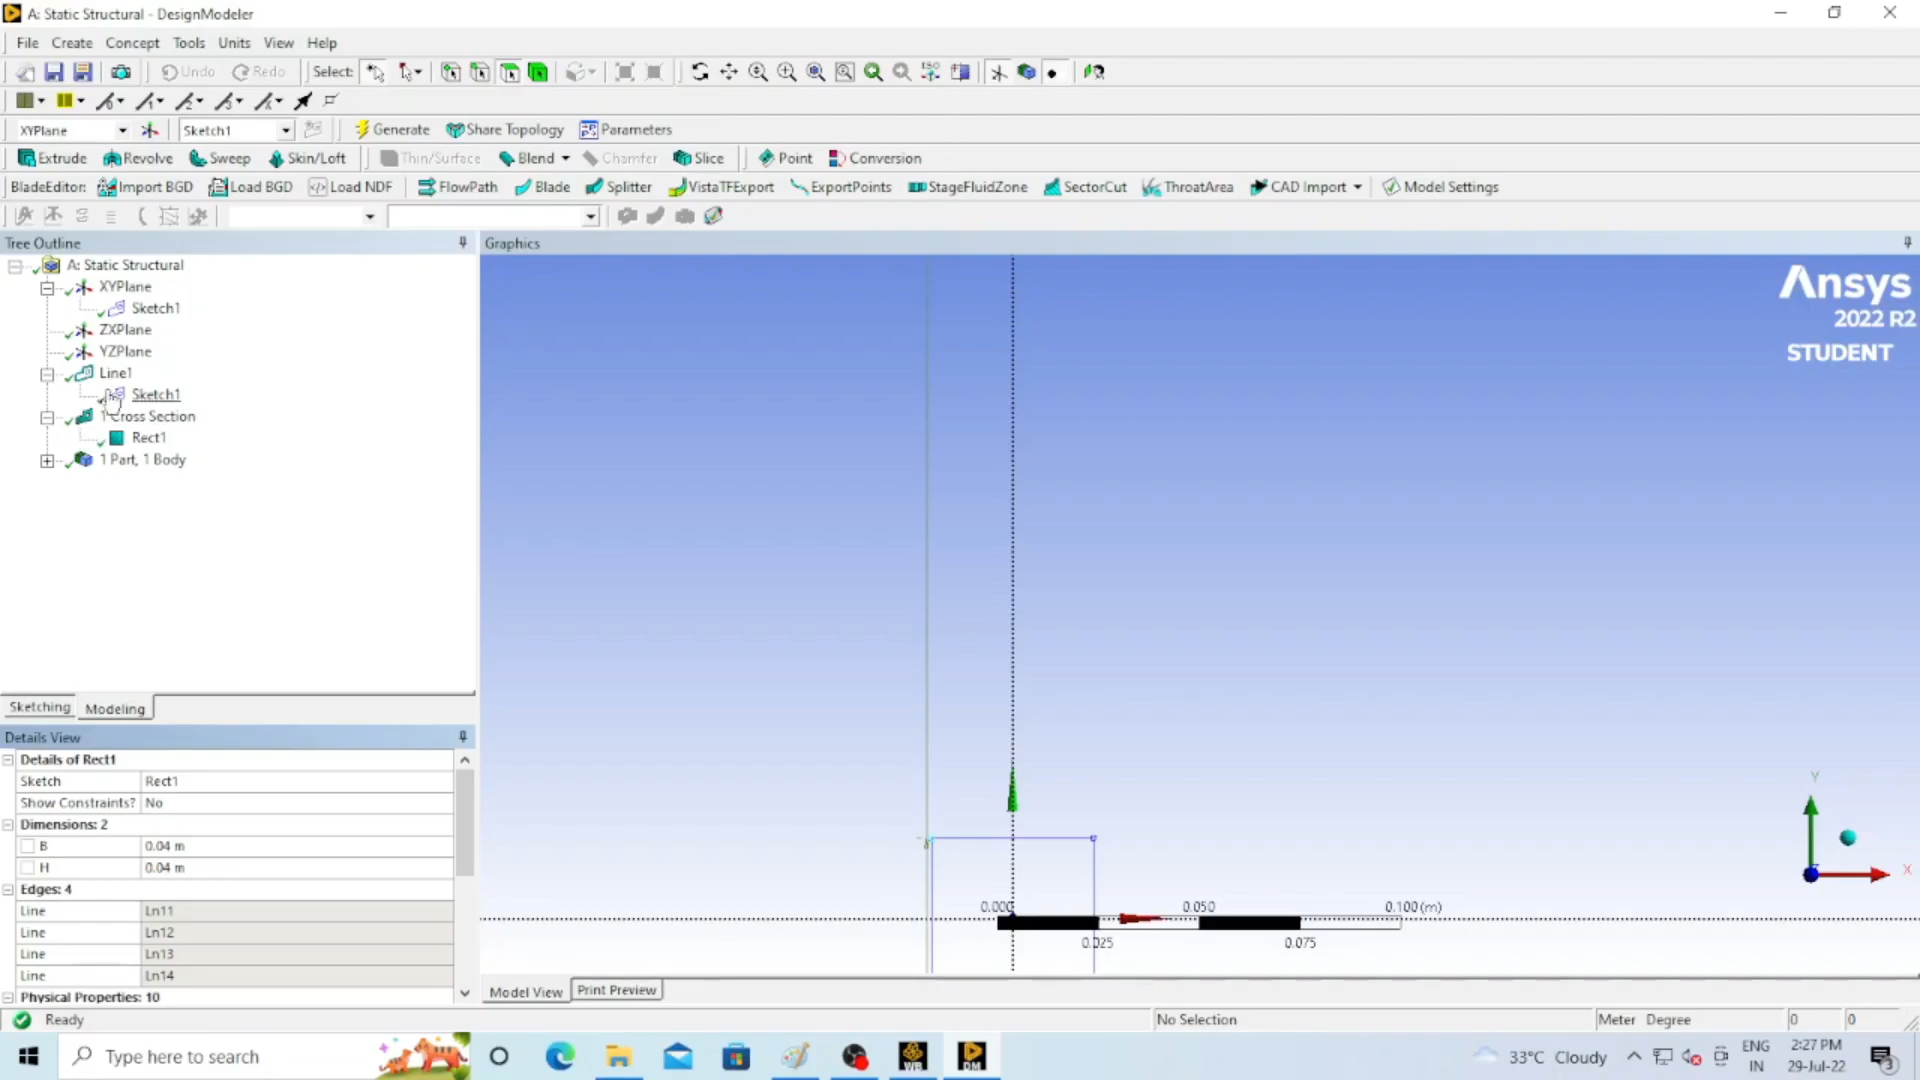 A: Static Structural - DesignModeler
File Create Concept Tools Units View Help
Undo Redo Select:
XYPlane Sketch1 Generate Share Topology Parameters
Extrude Revolve Sweep Skin/Loft Thin/Surface Blend Chamfer Slice Point Conversion
BladeEditor: Import BGD Load BGD Load NDF FlowPath Blade Splitter VistaTFExport ExportPoints StageFluidZone SectorCut ThroatArea CAD Import Model Settings
Tree Outline
Graphics
A: Static Structural
XYPlane
Sketch1
ZXPlane
YZPlane
Line1
Sketch1
1 Cross Section
Rect1
1 Part, 1 Body
Ansys
2022 R2
STUDENT
Y
X
0.000 0.050 0.100 (m)
0.025 0.075
Sketching Modeling
Details View
Details of Rect1
Sketch Rect1
Show Constraints? No
Dimensions: 2
B 0.04 m
H 0.04 m
Edges: 4
Line Ln11
Line Ln12
Line Ln13
Line Ln14
Physical Properties: 10
Model View Print Preview
Ready No Selection Meter Degree 0 0
Type here to search
WB
DM
33°C Cloudy
ENG
IN
2:27 PM
29-Jul-22
3